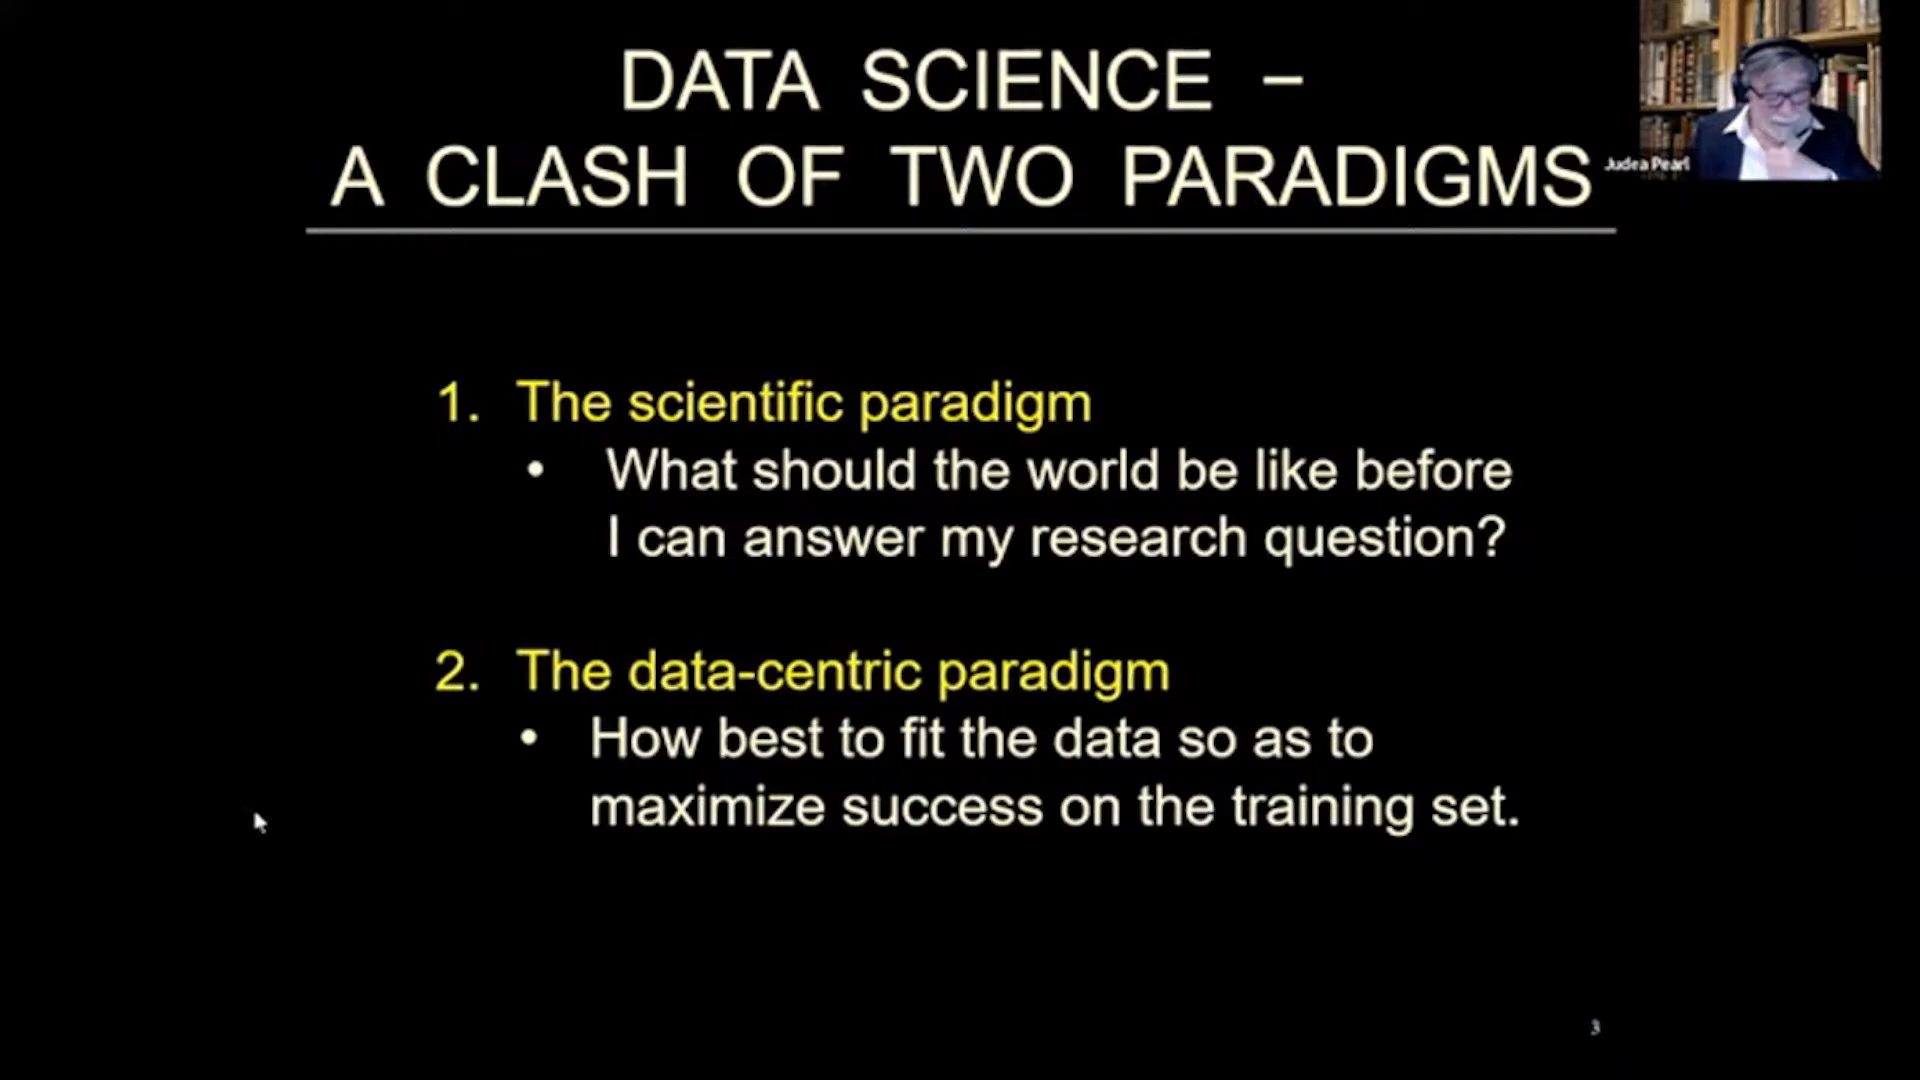 DATA SCIENCE –
A CLASH OF TWO PARADIGMS
Judea Pearl
1. The scientific paradigm
• What should the world be like before
I can answer my research question?
2. The data-centric paradigm
• How best to fit the data so as to
maximize success on the training set.
3